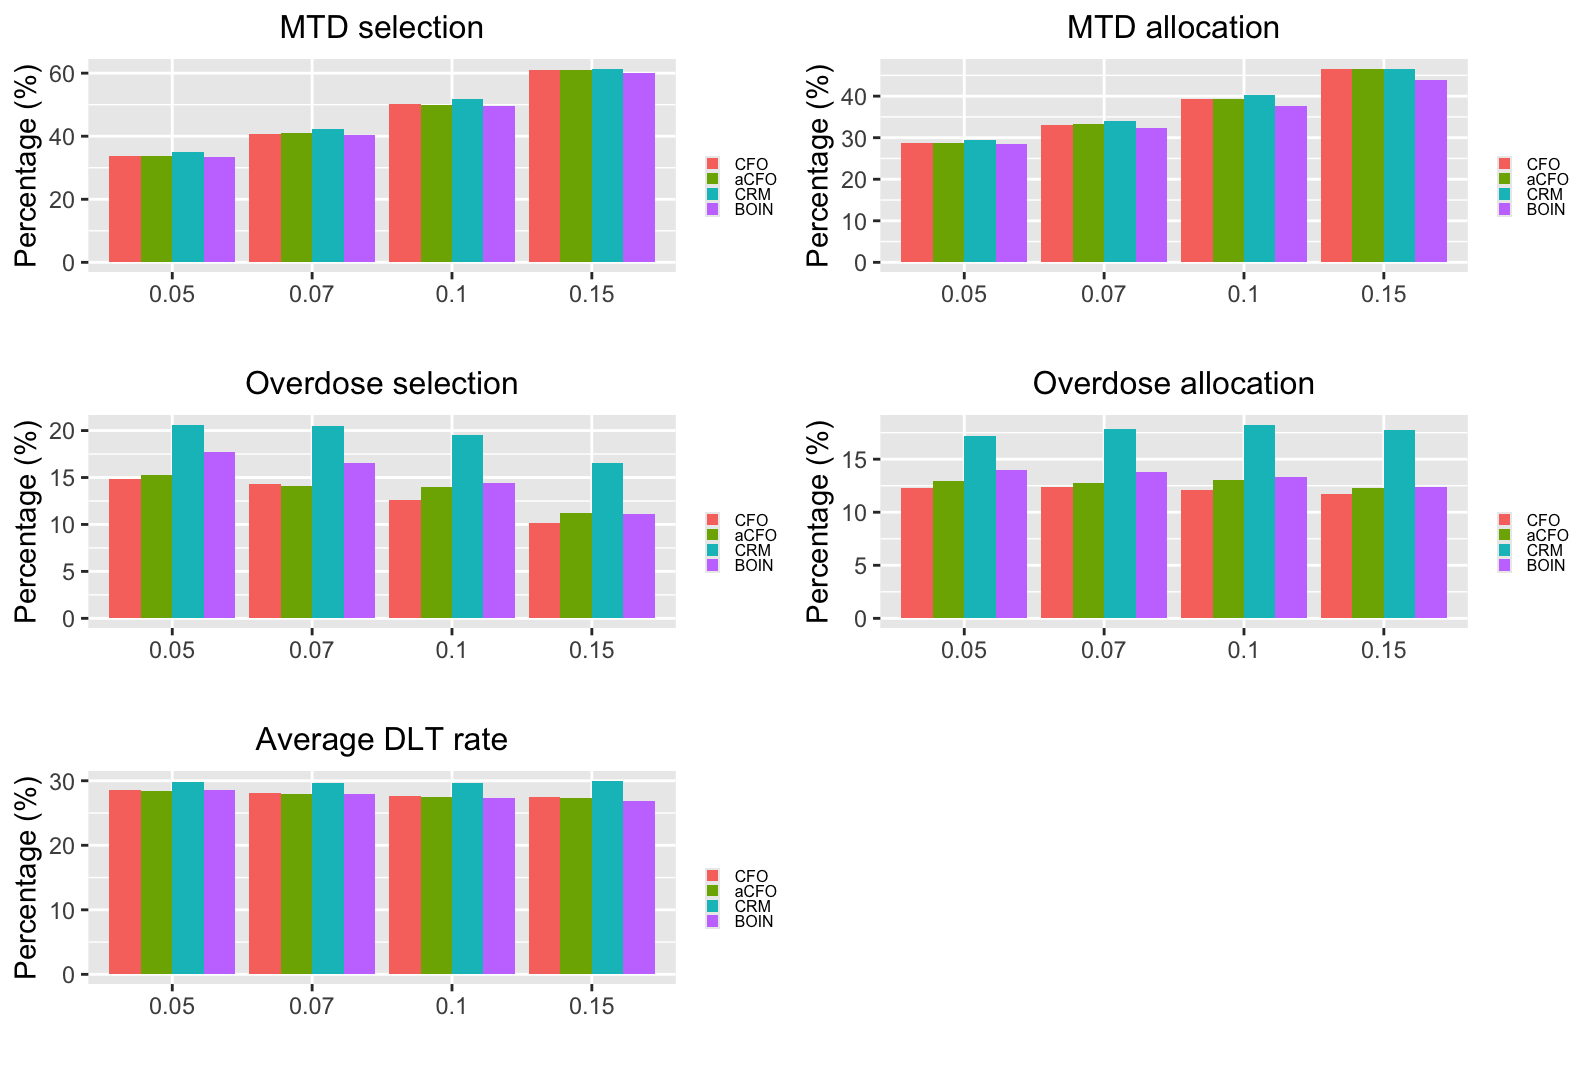 MTD selection
Percentage (%)
60
40
20
0
0.05 0.07 0.1 0.15
CFO
aCFO
CRM
BOIN
MTD allocation
Percentage (%)
40
30
20
10
0
0.05 0.07 0.1 0.15
CFO
aCFO
CRM
BOIN
Overdose selection
Percentage (%)
20
15
10
5
0
0.05 0.07 0.1 0.15
CFO
aCFO
CRM
BOIN
Overdose allocation
Percentage (%)
15
10
5
0
0.05 0.07 0.1 0.15
CFO
aCFO
CRM
BOIN
Average DLT rate
Percentage (%)
30
20
10
0
0.05 0.07 0.1 0.15
CFO
aCFO
CRM
BOIN